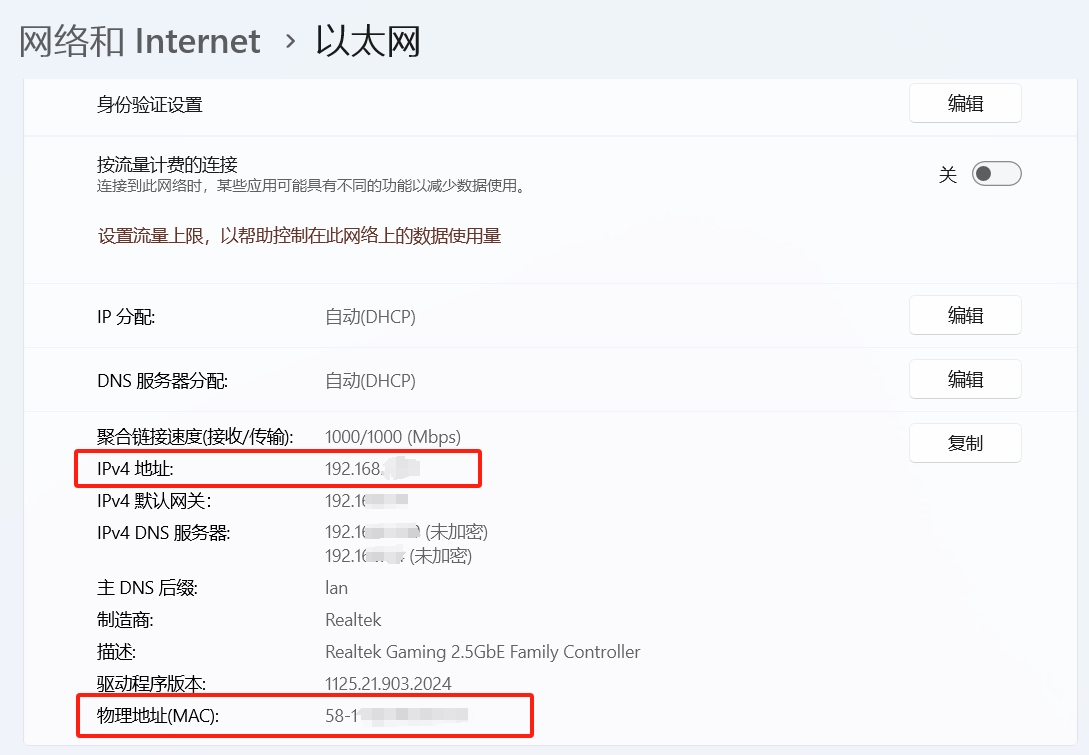 网络和 Internet › 以太网
身份验证设置 编辑
按流量计费的连接
连接到此网络时，某些应用可能具有不同的功能以减少数据使用。
关
设置流量上限，以帮助控制在此网络上的数据使用量
IP 分配: 自动(DHCP) 编辑
DNS 服务器分配: 自动(DHCP) 编辑
聚合链接速度(接收/传输): 1000/1000 (Mbps) 复制
IPv4 地址: 192.168.
IPv4 默认网关: 192.16
IPv4 DNS 服务器: 192.16 (未加密)
192.16 (未加密)
主 DNS 后缀: lan
制造商: Realtek
描述: Realtek Gaming 2.5GbE Family Controller
驱动程序版本: 1125.21.903.2024
物理地址(MAC): 58-1